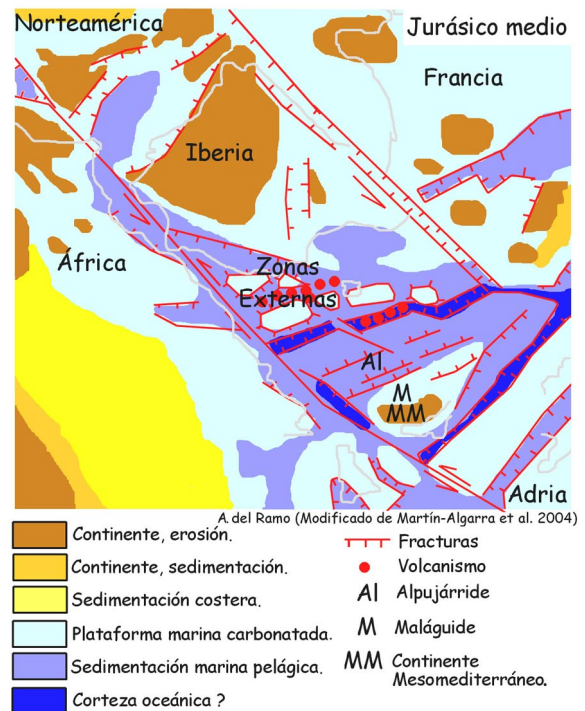 Norteamérica
Jurásico medio
Francia
Iberia
África
Zonas
Externas
Al
M
MM
Adria
A. del Ramo (Modificado de Martín-Algarra et al. 2004)
Continente, erosión.
Continente, sedimentación.
Sedimentación costera.
Plataforma marina carbonatada.
Sedimentación marina pelágica.
Corteza oceánica ?
Fracturas
Volcanismo
Al Alpujárride
M Maláguide
MM Continente
Mesomediterráneo.